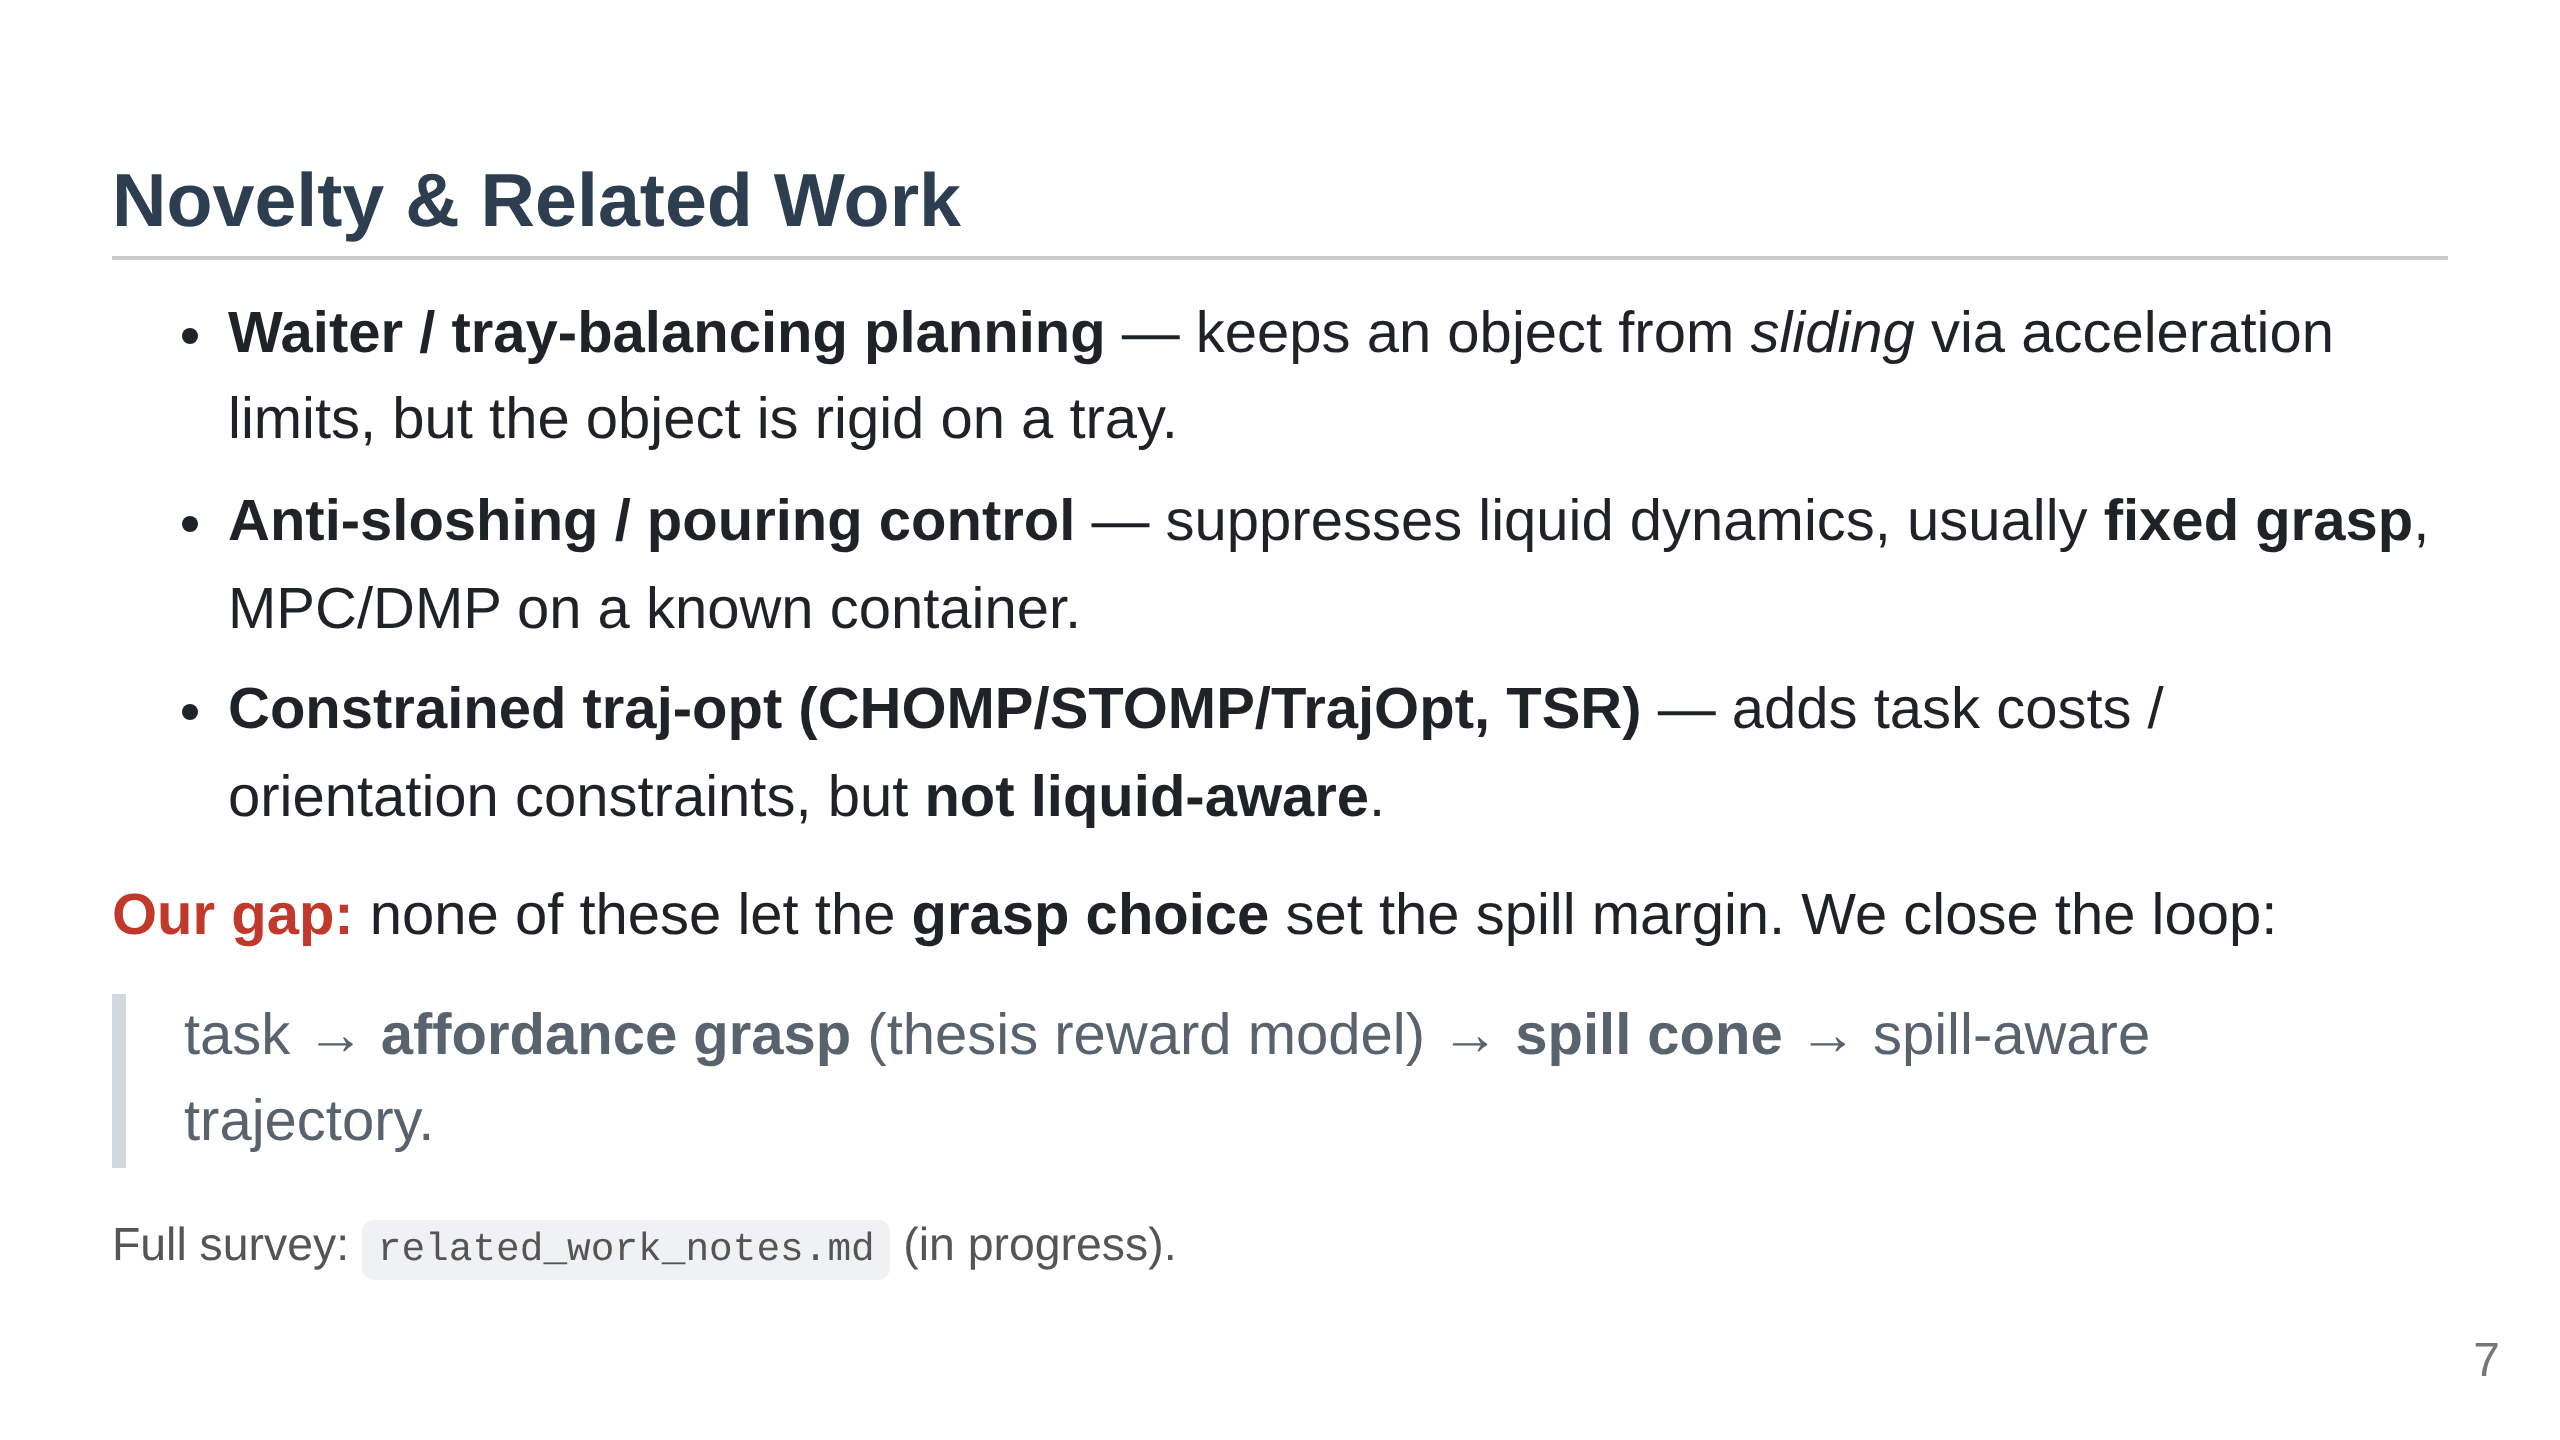 Novelty & Related Work
• Waiter / tray-balancing planning — keeps an object from sliding via acceleration
limits, but the object is rigid on a tray.
• Anti-sloshing / pouring control — suppresses liquid dynamics, usually fixed grasp,
MPC/DMP on a known container.
• Constrained traj-opt (CHOMP/STOMP/TrajOpt, TSR) — adds task costs /
orientation constraints, but not liquid-aware.
Our gap: none of these let the grasp choice set the spill margin. We close the loop:
task → affordance grasp (thesis reward model) → spill cone → spill-aware
trajectory.
Full survey: related_work_notes.md (in progress).
7